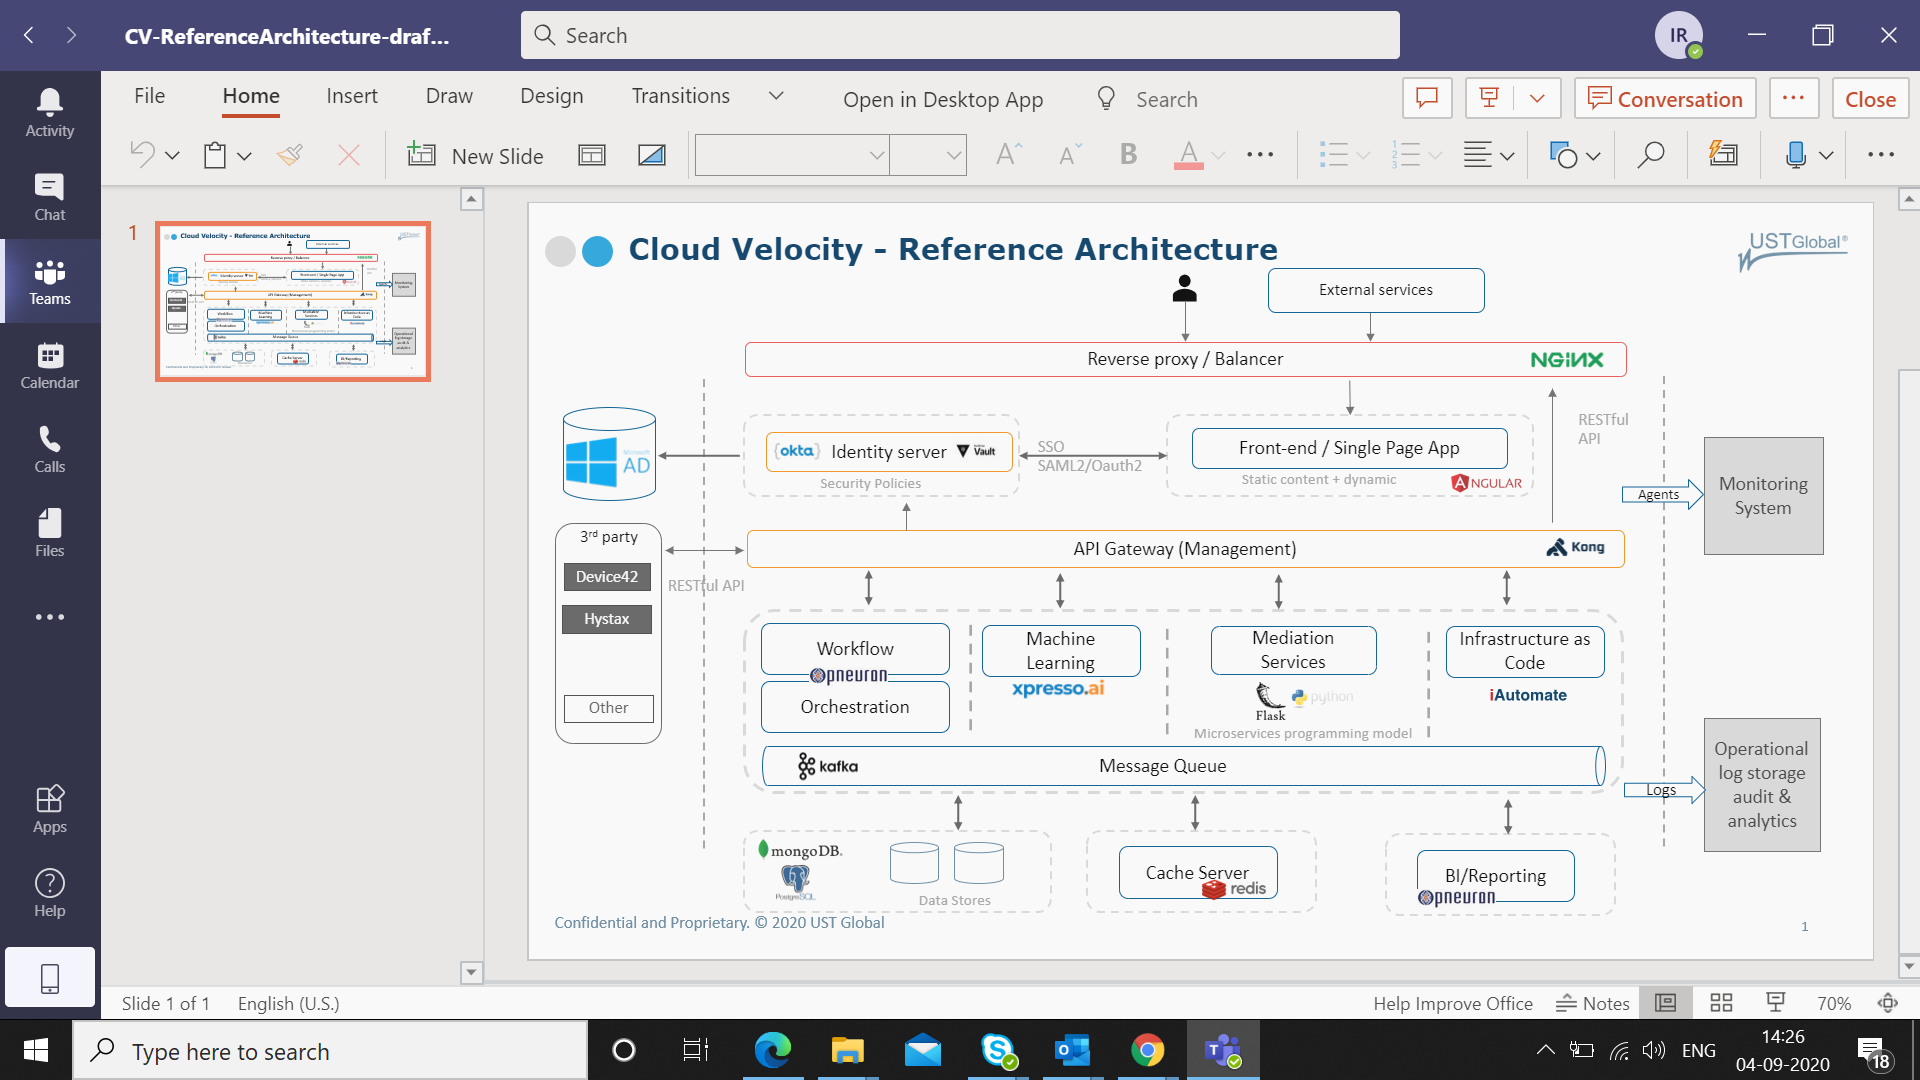 CV-ReferenceArchitecture-draf...
Search
IR
File
Home
Insert
Draw
Design
Transitions
Open in Desktop App
Search
Conversation
Close
New Slide
Activity
Chat
Teams
Calendar
Calls
Files
Apps
Help
1
Cloud Velocity - Reference Architecture
USTGlobal®
External services
Reverse proxy / Balancer
NGINX
RESTful
API
Microsoft
AD
{okta}
Identity server
Vault
Security Policies
SSO
SAML2/Oauth2
Front-end / Single Page App
Static content + dynamic
ANGULAR
Agents
Monitoring
System
3rd party
Device42
Hystax
Other
RESTful API
API Gateway (Management)
Kong
Workflow
pneuron
Orchestration
Machine
Learning
xpresso.ai
Mediation
Services
Flask
python
Microservices programming model
Infrastructure as
Code
iAutomate
kafka
Message Queue
Logs
Operational
log storage
audit &
analytics
mongoDB.
PostgreSQL
Data Stores
Cache Server
redis
BI/Reporting
pneuron
Confidential and Proprietary. © 2020 UST Global
1
Slide 1 of 1
English (U.S.)
Help Improve Office
Notes
70%
Type here to search
ENG
14:26
04-09-2020
18